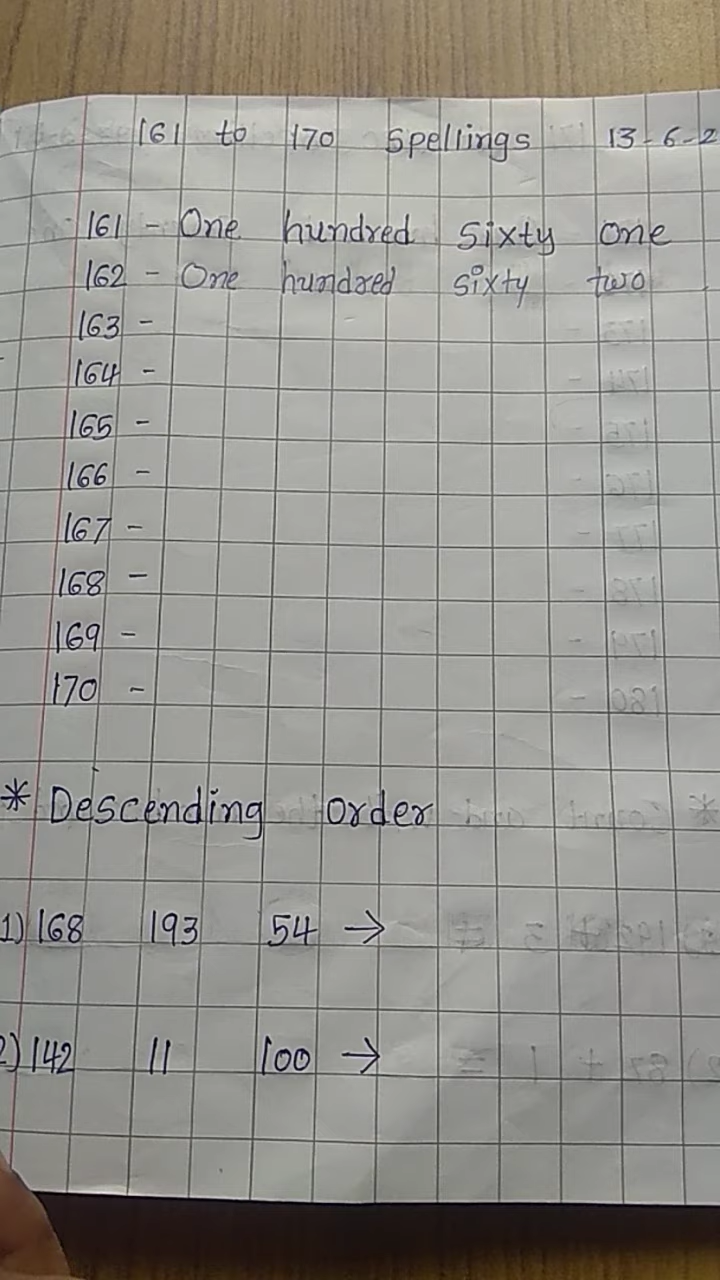 161 to 170 Spellings 13-6-2
161 - One hundred sixty one
162 - One hundred sixty two
163 -
164 -
165 -
166 -
167 -
168 -
169 -
170 -
* Descending order
1) 168 193 54 →
2) 142 11 100 →